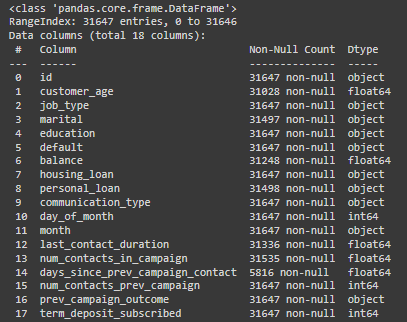 <class 'pandas.core.frame.DataFrame'>
RangeIndex: 31647 entries, 0 to 31646
Data columns (total 18 columns):
 #   Column                           Non-Null Count  Dtype
---  ------                           --------------  -----
 0   id                               31647 non-null  object
 1   customer_age                     31028 non-null  float64
 2   job_type                         31647 non-null  object
 3   marital                          31497 non-null  object
 4   education                        31647 non-null  object
 5   default                          31647 non-null  object
 6   balance                          31248 non-null  float64
 7   housing_loan                     31647 non-null  object
 8   personal_loan                    31498 non-null  object
 9   communication_type               31647 non-null  object
 10  day_of_month                     31647 non-null  int64
 11  month                            31647 non-null  object
 12  last_contact_duration            31336 non-null  float64
 13  num_contacts_in_campaign         31535 non-null  float64
 14  days_since_prev_campaign_contact 5816 non-null   float64
 15  num_contacts_prev_campaign       31647 non-null  int64
 16  prev_campaign_outcome            31647 non-null  object
 17  term_deposit_subscribed          31647 non-null  int64